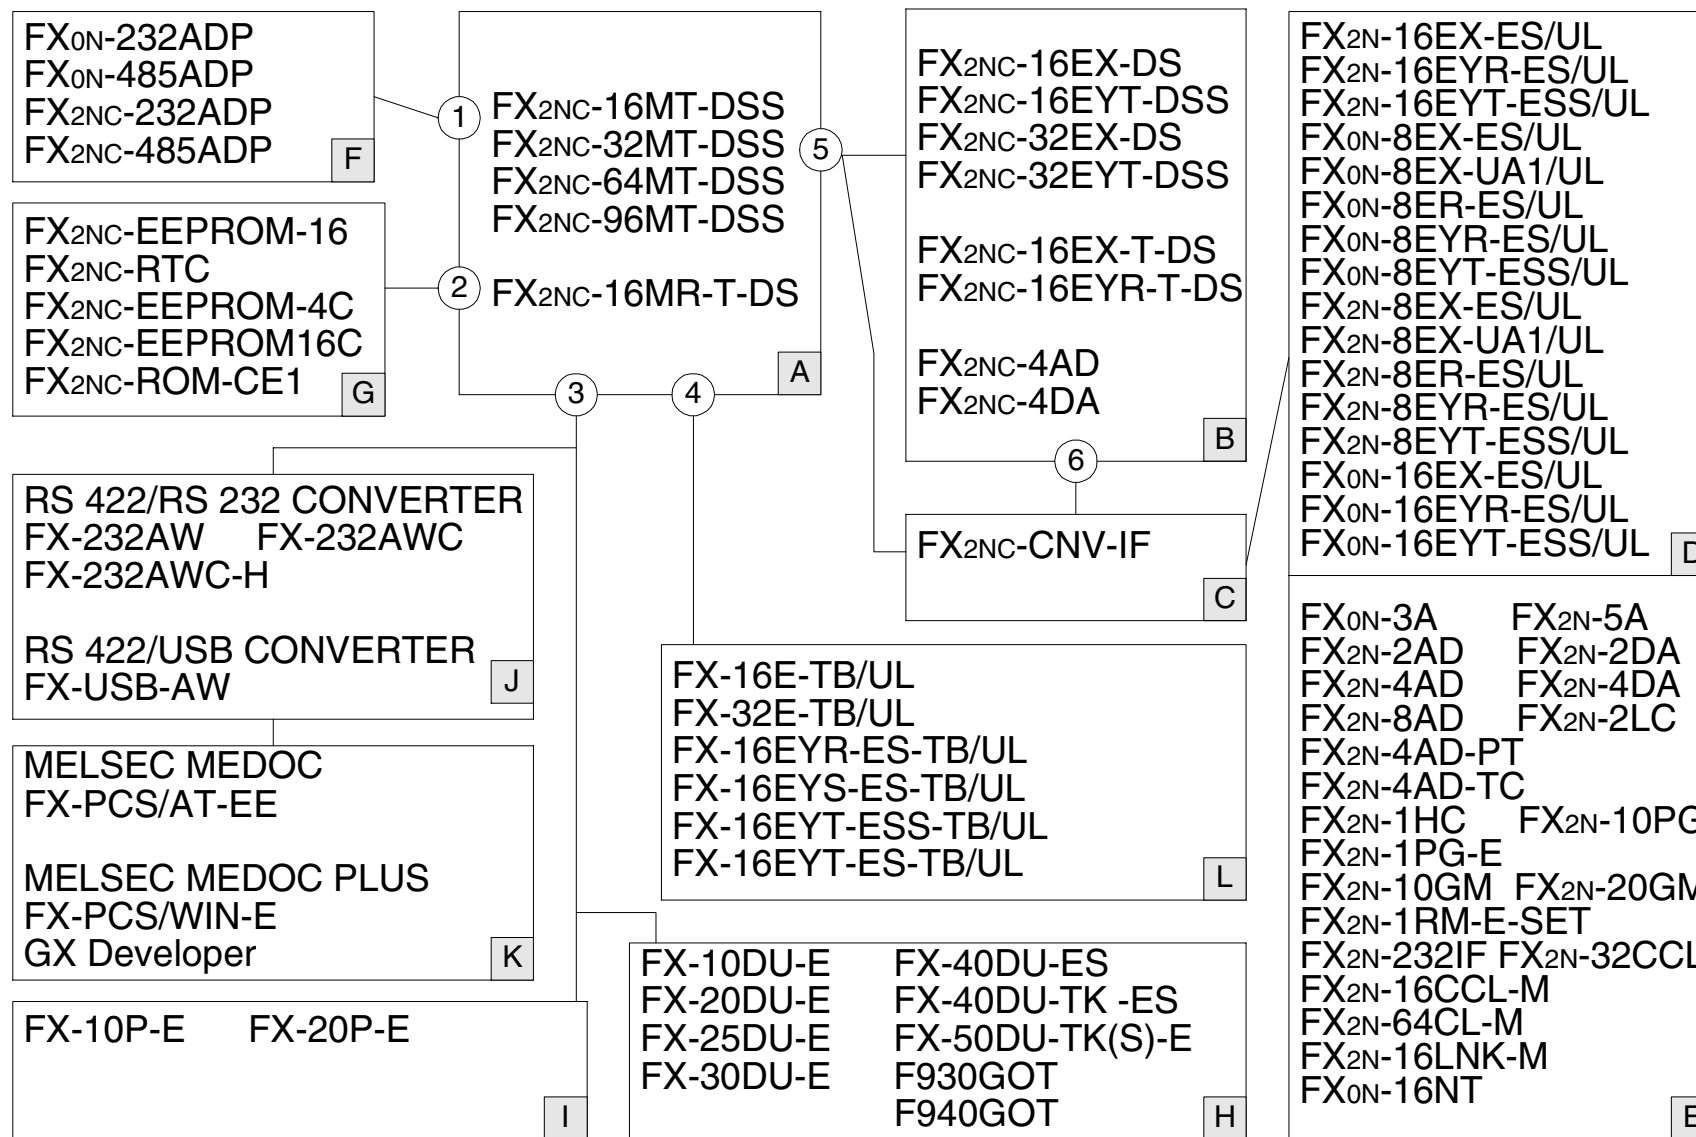 FX0N-232ADP
FX0N-485ADP
FX2NC-232ADP
FX2NC-485ADP
F
FX2NC-EEPROM-16
FX2NC-RTC
FX2NC-EEPROM-4C
FX2NC-EEPROM16C
FX2NC-ROM-CE1
G
1
2
3
4
5
FX2NC-16MT-DSS
FX2NC-32MT-DSS
FX2NC-64MT-DSS
FX2NC-96MT-DSS
FX2NC-16MR-T-DS
A
FX2NC-16EX-DS
FX2NC-16EYT-DSS
FX2NC-32EX-DS
FX2NC-32EYT-DSS
FX2NC-16EX-T-DS
FX2NC-16EYR-T-DS
FX2NC-4AD
FX2NC-4DA
B
6
FX2NC-CNV-IF
C
FX2N-16EX-ES/UL
FX2N-16EYR-ES/UL
FX2N-16EYT-ESS/UL
FX0N-8EX-ES/UL
FX0N-8EX-UA1/UL
FX0N-8ER-ES/UL
FX0N-8EYR-ES/UL
FX0N-8EYT-ESS/UL
FX2N-8EX-ES/UL
FX2N-8EX-UA1/UL
FX2N-8ER-ES/UL
FX2N-8EYR-ES/UL
FX2N-8EYT-ESS/UL
FX0N-16EX-ES/UL
FX0N-16EYR-ES/UL
FX0N-16EYT-ESS/UL
D
FX0N-3A FX2N-5A
FX2N-2AD FX2N-2DA
FX2N-4AD FX2N-4DA
FX2N-8AD FX2N-2LC
FX2N-4AD-PT
FX2N-4AD-TC
FX2N-1HC FX2N-10PG
FX2N-1PG-E
FX2N-10GM FX2N-20GM
FX2N-1RM-E-SET
FX2N-232IF FX2N-32CCL
FX2N-16CCL-M
FX2N-64CL-M
FX2N-16LNK-M
FX0N-16NT
E
RS 422/RS 232 CONVERTER
FX-232AW FX-232AWC
FX-232AWC-H
RS 422/USB CONVERTER
FX-USB-AW
J
MELSEC MEDOC
FX-PCS/AT-EE
MELSEC MEDOC PLUS
FX-PCS/WIN-E
GX Developer
K
FX-10P-E FX-20P-E
I
FX-16E-TB/UL
FX-32E-TB/UL
FX-16EYR-ES-TB/UL
FX-16EYS-ES-TB/UL
FX-16EYT-ESS-TB/UL
FX-16EYT-ES-TB/UL
L
FX-10DU-E FX-40DU-ES
FX-20DU-E FX-40DU-TK -ES
FX-25DU-E FX-50DU-TK(S)-E
FX-30DU-E F930GOT
F940GOT
H